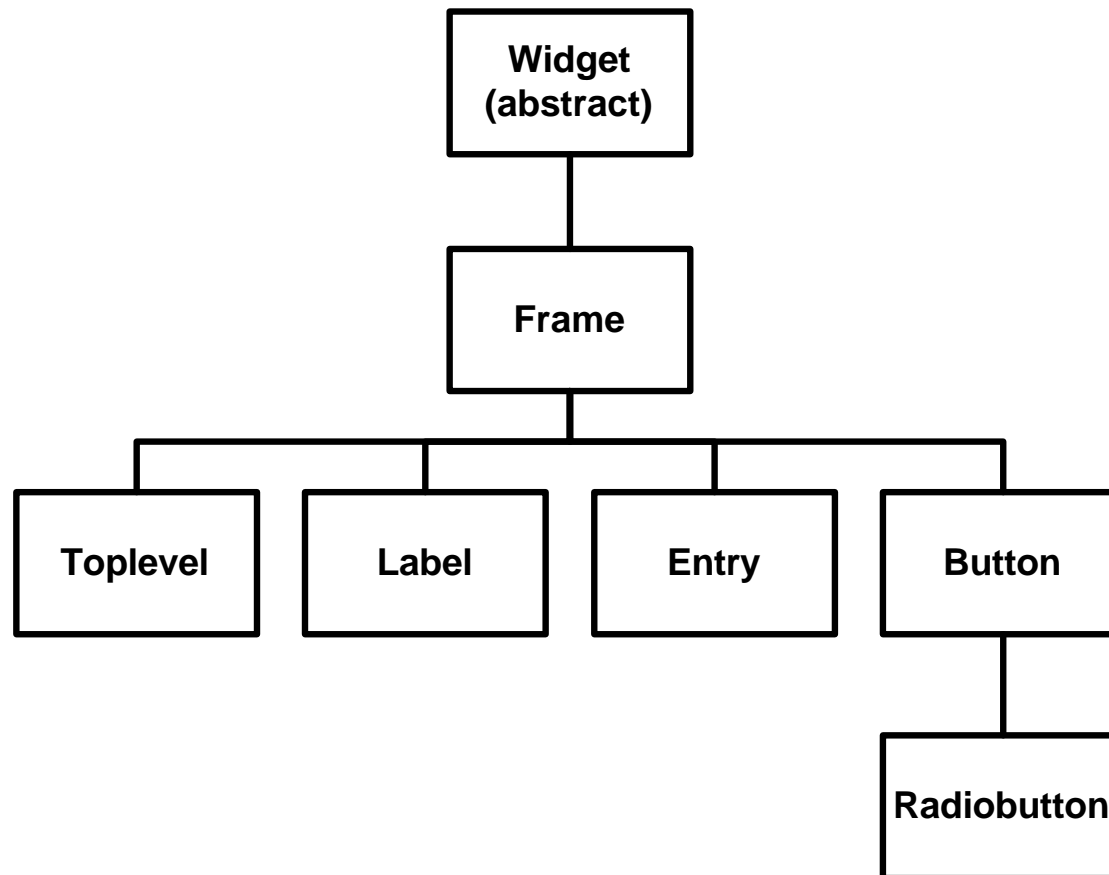 Widget
(abstract)
Frame
Toplevel
Label
Entry
Button
Radiobutton